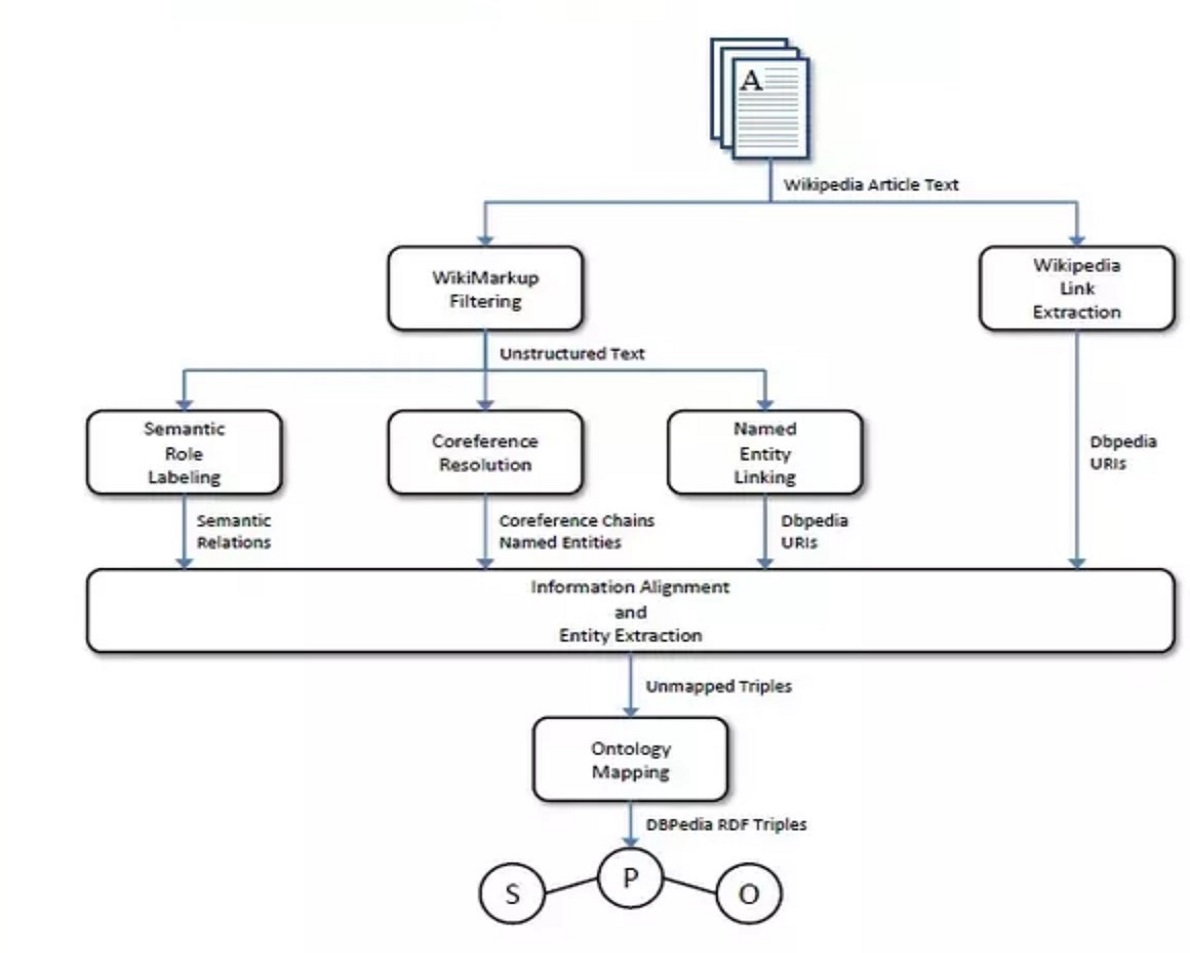 A
Wikipedia Article Text
WikiMarkup
Filtering
Wikipedia
Link
Extraction
Unstructured Text
Semantic
Role
Labeling
Coreference
Resolution
Named
Entity
Linking
Dbpedia
URIs
Semantic
Relations
Coreference Chains
Named Entities
Dbpedia
URIs
Information Alignment
and
Entity Extraction
Unmapped Triples
Ontology
Mapping
DBPedia RDF Triples
S
P
O